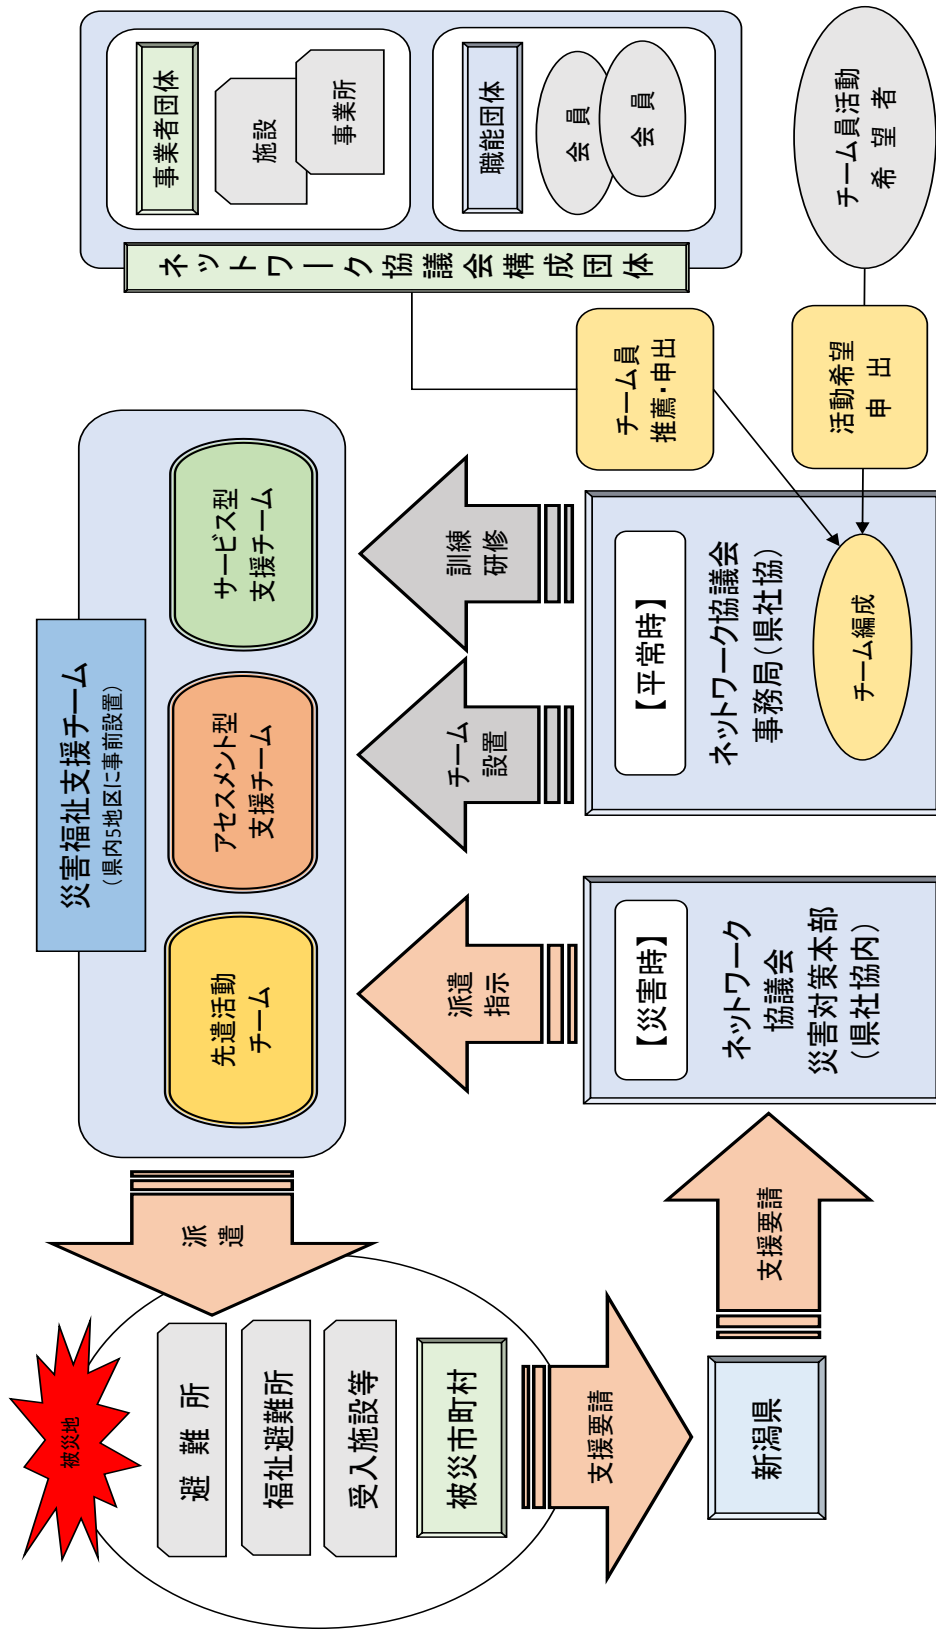 被災地
避難所
福祉避難所
受入施設等
被災市町村
派
遣
支援要請
新潟県
支援要請
災害福祉支援チーム
（県内5地区に事前設置）
先遣活動
チーム
アセスメント型
支援チーム
サービス型
支援チーム
派遣
指示
チーム
設置
訓練
研修
【災害時】
ネットワーク
協議会
災害対策本部
（県社協内）
【平常時】
ネットワーク協議会
事務局（県社協）
チーム編成
チーム員
推薦・申出
活動希望
申出
ネットワーク協議会構成団体
事業者団体
施設
事業所
職能団体
会員
会員
チーム員活動
希望者